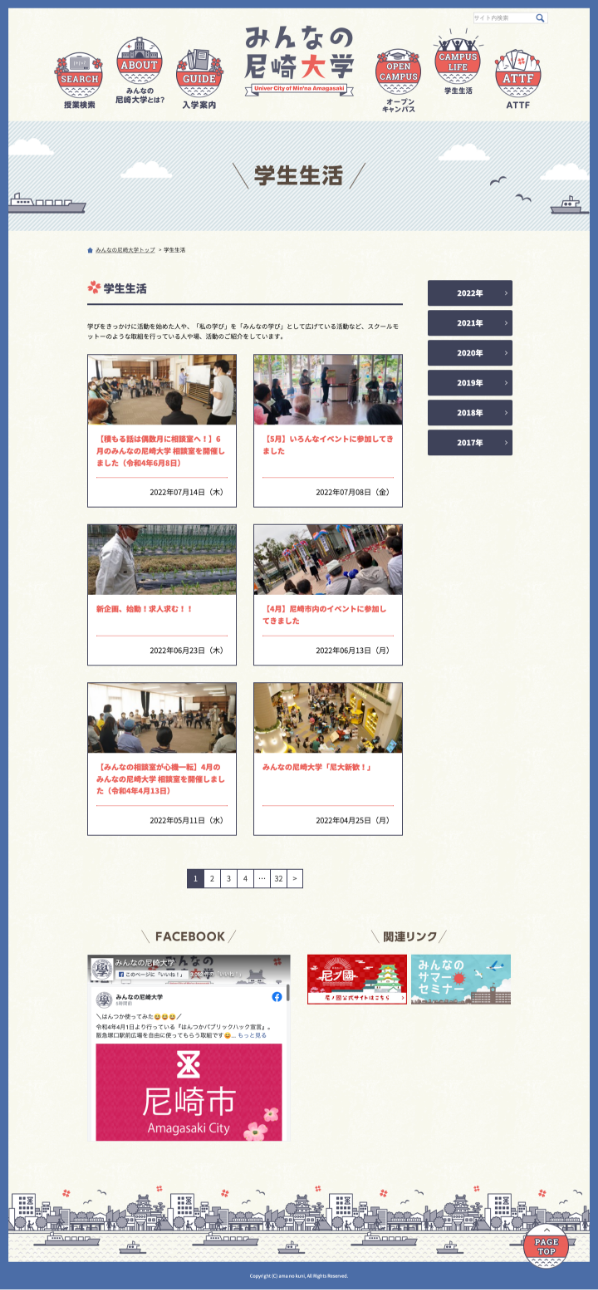 サイト内検索
SEARCH
授業検索
ABOUT
みんなの
尼崎大学とは?
GUIDE
入学案内
みんなの
尼崎大学
Univer City of Min'na Amagasaki
OPEN
CAMPUS
オープン
キャンパス
CAMPUS
LIFE
学生生活
ATTF
ATTF
学生生活
みんなの尼崎大学トップ > 学生生活
学生生活
学びをきっかけに活動を始めた人や、「私の学び」を「みんなの学び」として広げている活動など、スクールモ
ットーのような取組を行っている人や場、活動のご紹介をしています。
【積もる話は偶数月に相談室へ!】6
月のみんなの尼崎大学 相談室を開催し
ました(令和4年6月8日)
2022年07月14日(木)
【5月】いろんなイベントに参加してき
ました
2022年07月08日(金)
新企画、始動!求人求む!!
2022年06月23日(木)
【4月】尼崎市内のイベントに参加し
てきました
2022年06月13日(月)
【みんなの相談室が心機一転】4月の
みんなの尼崎大学 相談室を開催しまし
た(令和4年4月13日)
2022年05月11日(水)
みんなの尼崎大学「尼大新歓!」
2022年04月25日(月)
2022年
2021年
2020年
2019年
2018年
2017年
1 2 3 4 … 32 >
FACEBOOK
みんなの尼崎大学
このページに「いいね!」
みんなの尼崎大学
\はんつか使ってみた😄😄😄/
令和4年4月1日より行っている『はんつかパブリックハック宣言』。
阪急塚口駅前広場を自由に使ってもらう取組です😄... もっと見る
尼崎市
Amagasaki City
関連リンク
尼ノ國
尼ノ國公式サイトはこちら
みんなの
サマー
セミナー
PAGE
TOP
Copyright (C) ama no kuni, All Rights Reserved.